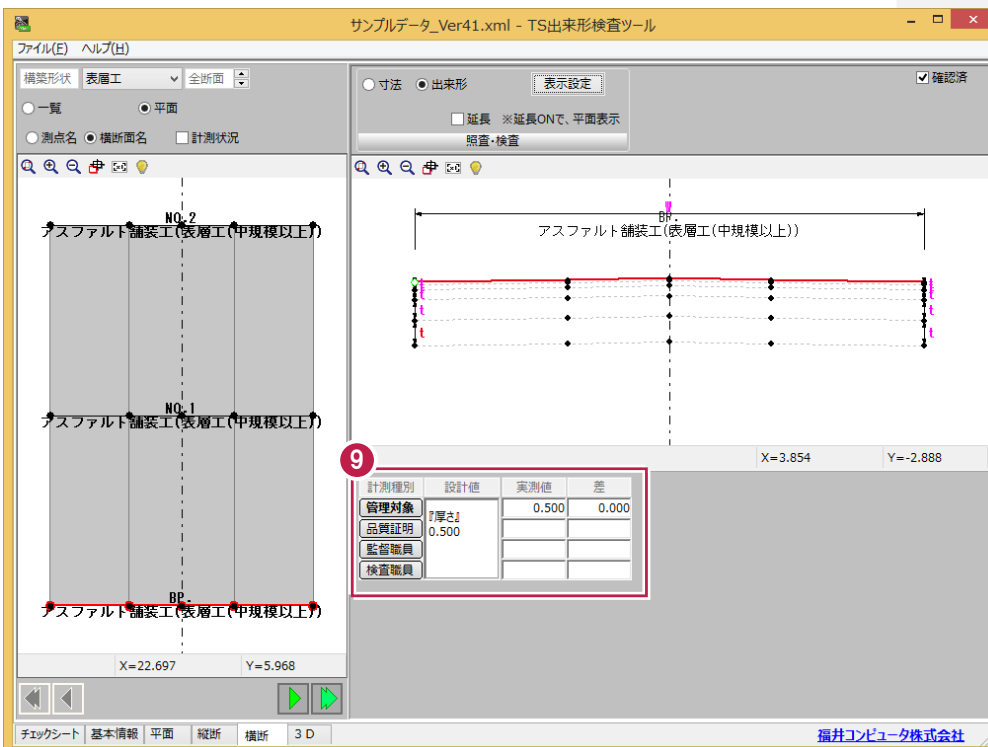 サンプルデータ_Ver41.xml - TS出来形検査ツール
ファイル(F) ヘルプ(H)
構築形状 表層工 全断面
一覧 平面
測点名 横断面名 計測状況
NO.2
アスファルト舗装工(表層工(中規模以上))
NO.1
アスファルト舗装工(表層工(中規模以上))
BP.
アスファルト舗装工(表層工(中規模以上))
X=22.697 Y=5.968
寸法 出来形 表示設定 確認済
延長 ※延長ONで、平面表示
照査・検査
BP.
アスファルト舗装工(表層工(中規模以上))
t t
t t
t t
X=3.854 Y=-2.888
9
計測種別 設計値 実測値 差
管理対象 『厚さ』 0.500 0.000
品質証明 0.500
監督職員
検査職員
チェックシート 基本情報 平面 縦断 横断 3D
福井コンピュータ株式会社